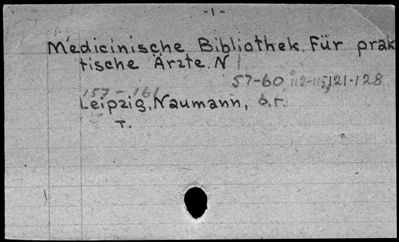 -1-
Medicinische Bibliothek. Für prak
tische Ärzte. N
57-60, 112-115, 121-128
157-161
Leipzig, Naumann, б.г.
т.